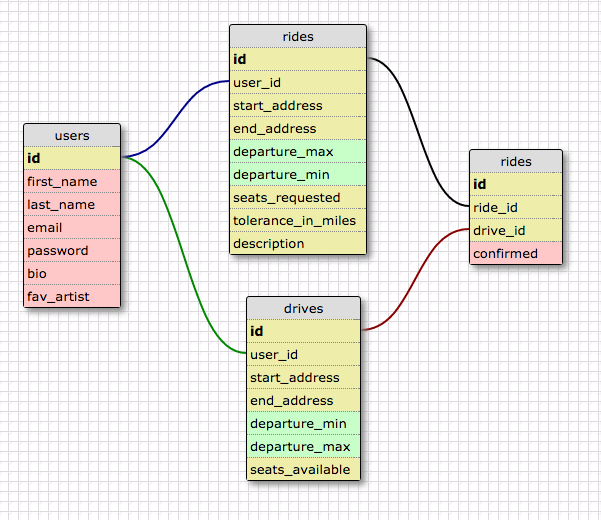 users
id
first_name
last_name
email
password
bio
fav_artist
rides
id
user_id
start_address
end_address
departure_max
departure_min
seats_requested
tolerance_in_miles
description
drives
id
user_id
start_address
end_address
departure_min
departure_max
seats_available
rides
id
ride_id
drive_id
confirmed